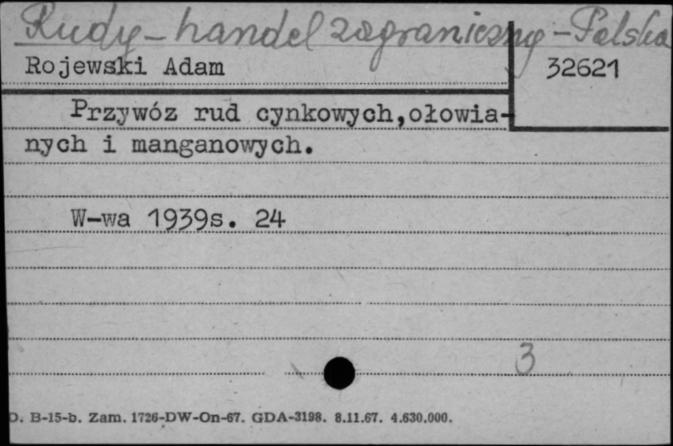 Rudy - handel zagraniczny - Polska
Rojewski Adam
32621
Przywóz rud cynkowych,ołowia-
nych i manganowych.
W-wa 1939s. 24
3
D. B-15-b. Zam. 1726-DW-On-67. GDA-3198. 8.11.67. 4.630.000.